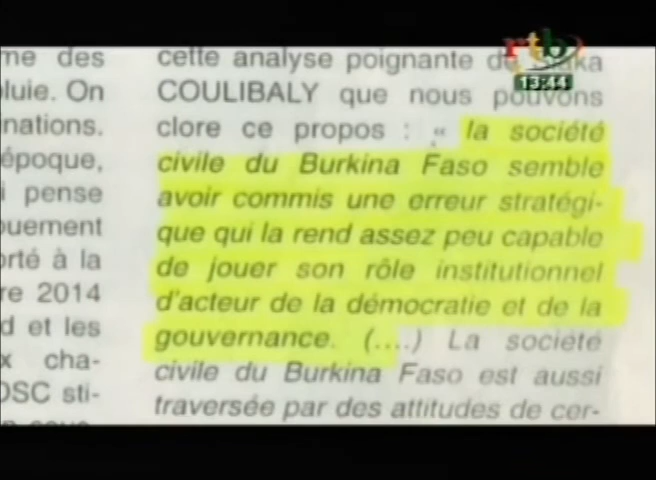 rtb
13:44
me des
luie. On
nations.
époque,
i pense
ouement
orté à la
re 2014
d et les
x cha-
OSC sti-
cette analyse poignante de
COULIBALY que nous pouvons
clore ce propos : « la société
civile du Burkina Faso semble
avoir commis une erreur stratégi-
que qui la rend assez peu capable
de jouer son rôle institutionnel
d'acteur de la démocratie et de la
gouvernance. (....) La société
civile du Burkina Faso est aussi
traversée par des attitudes de cer-